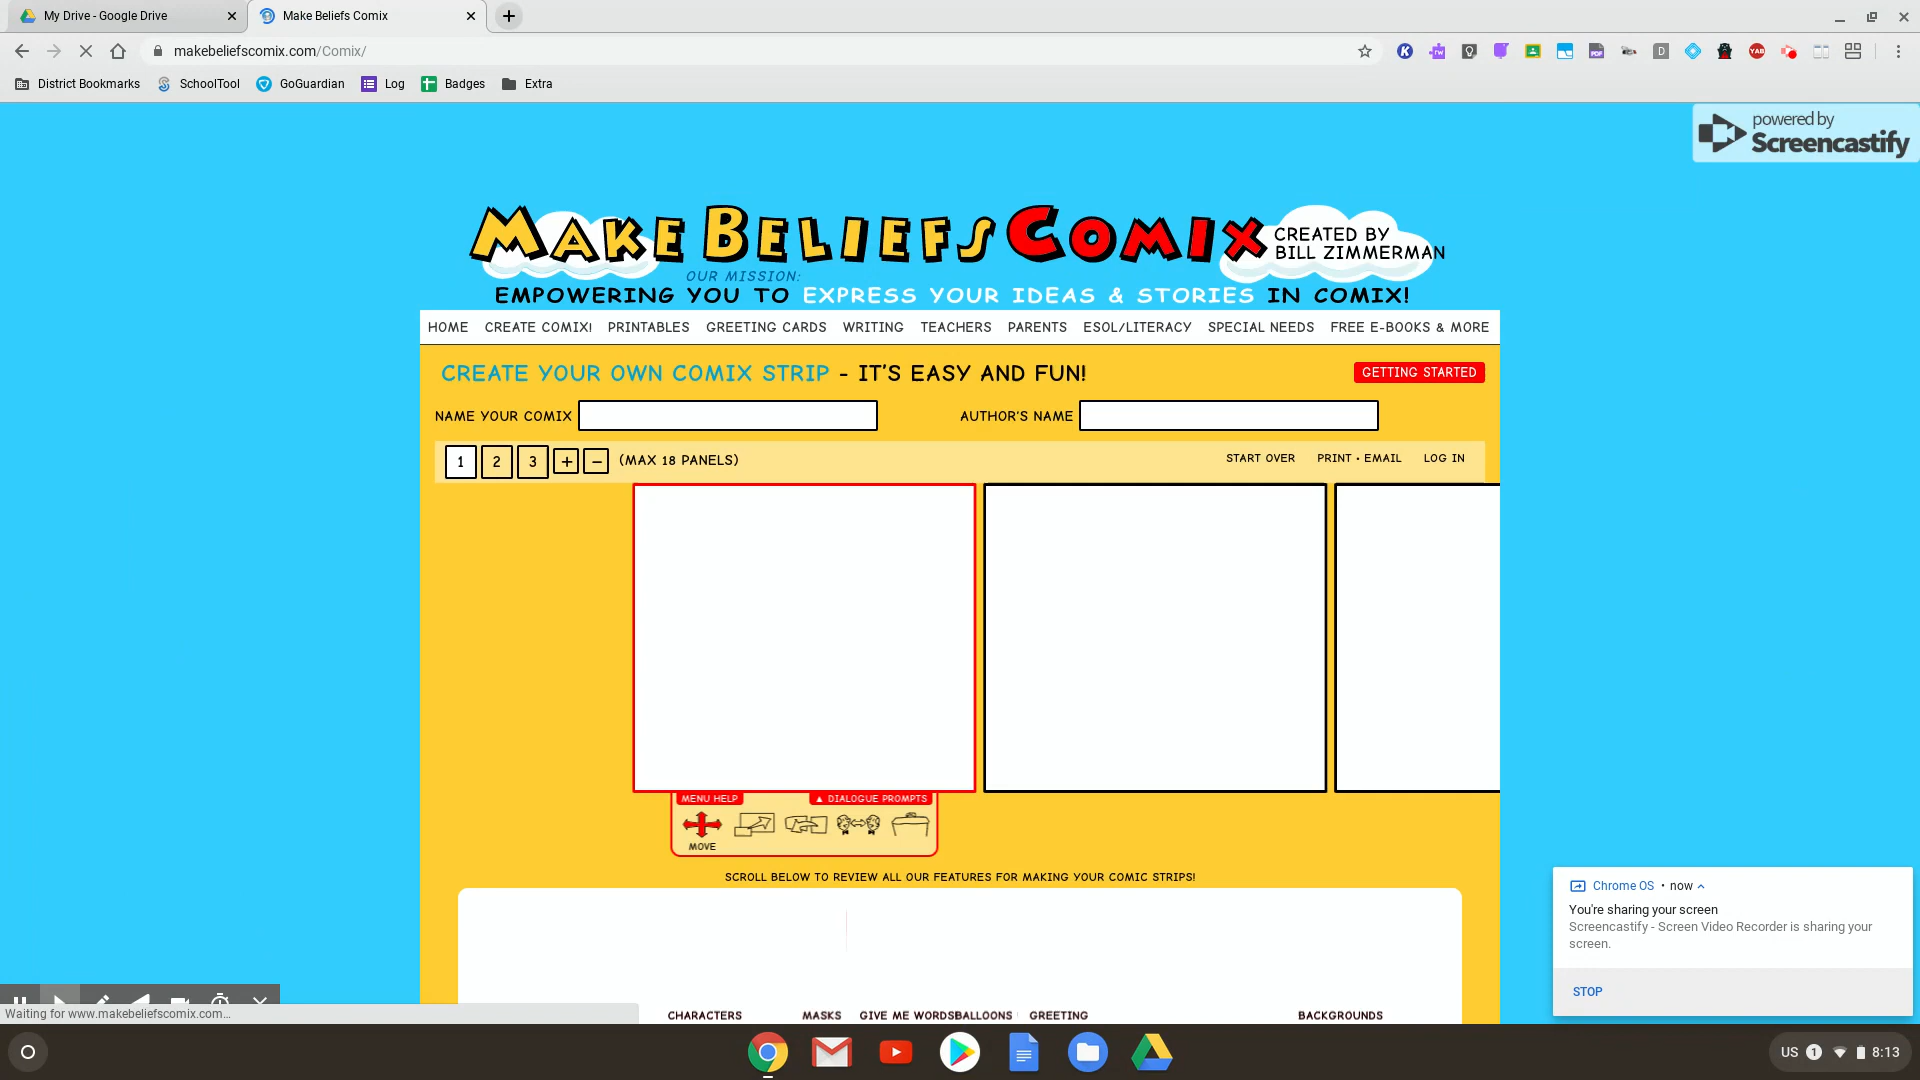 My Drive - Google Drive
Make Beliefs Comix
makebeliefscomix.com/Comix/
District Bookmarks
SchoolTool
GoGuardian
Log
Badges
Extra
powered by
Screencastify
MAKE BELIEFS COMIX
CREATED BY
BILL ZIMMERMAN
OUR MISSION:
EMPOWERING YOU TO EXPRESS YOUR IDEAS & STORIES IN COMIX!
HOME CREATE COMIX! PRINTABLES GREETING CARDS WRITING TEACHERS PARENTS ESOL/LITERACY SPECIAL NEEDS FREE E-BOOKS & MORE
CREATE YOUR OWN COMIX STRIP - IT'S EASY AND FUN!
GETTING STARTED
NAME YOUR COMIX
AUTHOR'S NAME
1 2 3 + − (MAX 18 PANELS)
START OVER PRINT • EMAIL LOG IN
MENU HELP
▲ DIALOGUE PROMPTS
MOVE
SCROLL BELOW TO REVIEW ALL OUR FEATURES FOR MAKING YOUR COMIC STRIPS!
Chrome OS • now
You're sharing your screen
Screencastify - Screen Video Recorder is sharing your
screen.
STOP
Waiting for www.makebeliefscomix.com...
CHARACTERS MASKS GIVE ME WORDS BALLOONS GREETING BACKGROUNDS
US 1 8:13